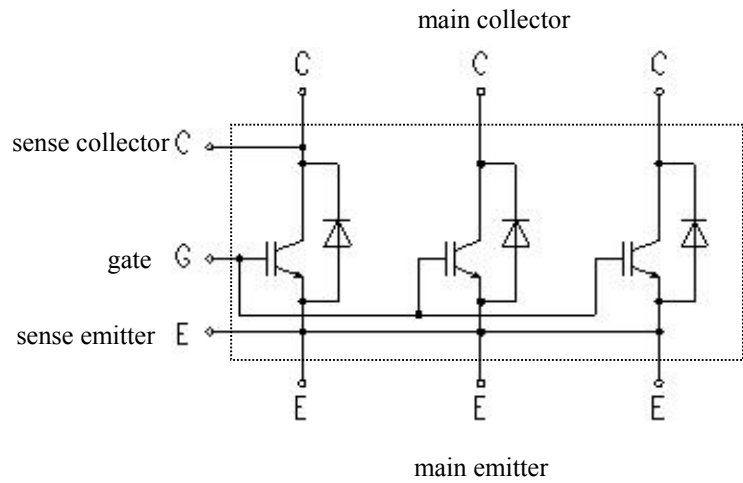 main collector
C C C
sense collector C
gate G
sense emitter E
E E E
main emitter